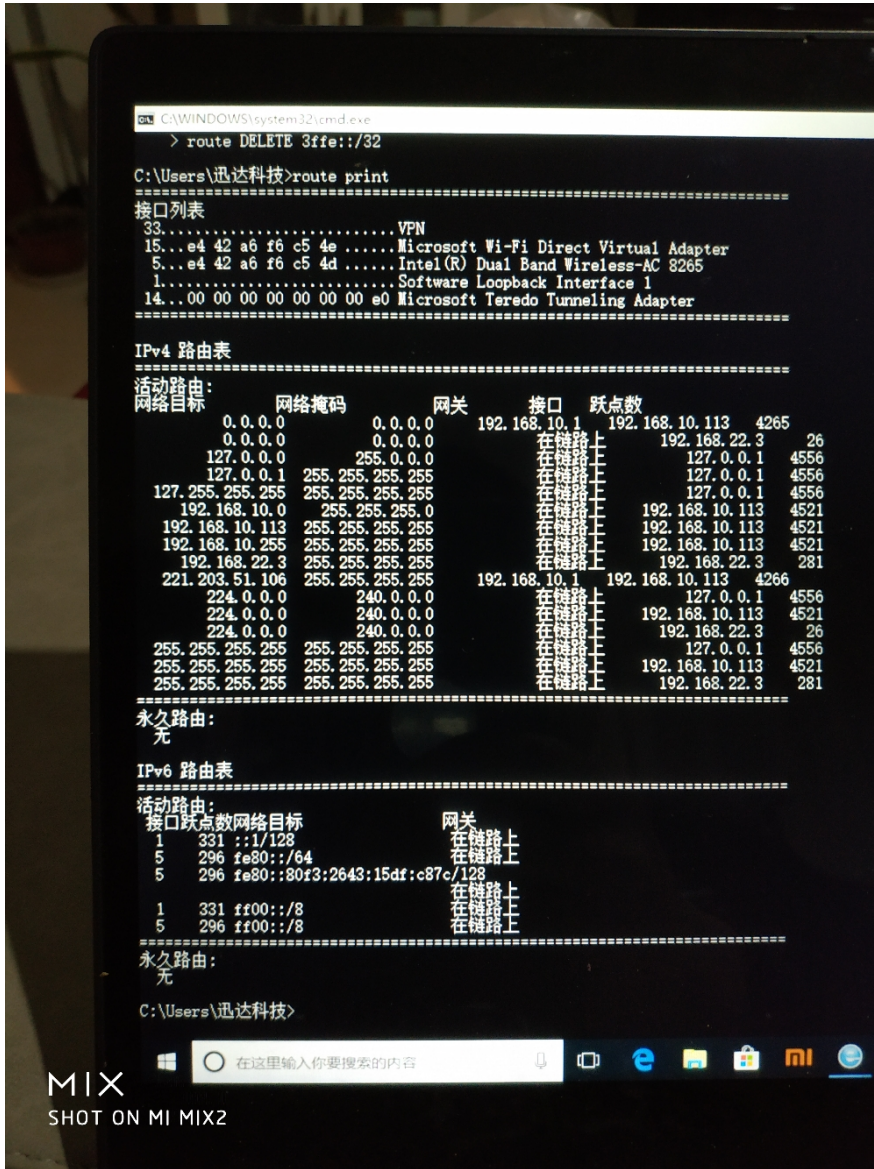 C:\WINDOWS\system32\cmd.exe
> route DELETE 3ffe::/32
C:\Users\迅达科技>route print
===========================================================================
接口列表
33...........................VPN
15...e4 42 a6 f6 c5 4e ......Microsoft Wi-Fi Direct Virtual Adapter
5...e4 42 a6 f6 c5 4d ......Intel(R) Dual Band Wireless-AC 8265
1...........................Software Loopback Interface 1
14...00 00 00 00 00 00 00 e0 Microsoft Teredo Tunneling Adapter
===========================================================================
IPv4 路由表
===========================================================================
活动路由:
网络目标 网络掩码 网关 接口 跃点数
0.0.0.0 0.0.0.0 192.168.10.1 192.168.10.113 4265
0.0.0.0 0.0.0.0 在链路上 192.168.22.3 26
127.0.0.0 255.0.0.0 在链路上 127.0.0.1 4556
127.0.0.1 255.255.255.255 在链路上 127.0.0.1 4556
127.255.255.255 255.255.255.255 在链路上 127.0.0.1 4556
192.168.10.0 255.255.255.0 在链路上 192.168.10.113 4521
192.168.10.113 255.255.255.255 在链路上 192.168.10.113 4521
192.168.10.255 255.255.255.255 在链路上 192.168.10.113 4521
192.168.22.3 255.255.255.255 在链路上 192.168.22.3 281
221.203.51.106 255.255.255.255 192.168.10.1 192.168.10.113 4266
224.0.0.0 240.0.0.0 在链路上 127.0.0.1 4556
224.0.0.0 240.0.0.0 在链路上 192.168.10.113 4521
224.0.0.0 240.0.0.0 在链路上 192.168.22.3 26
255.255.255.255 255.255.255.255 在链路上 127.0.0.1 4556
255.255.255.255 255.255.255.255 在链路上 192.168.10.113 4521
255.255.255.255 255.255.255.255 在链路上 192.168.22.3 281
===========================================================================
永久路由:
无
IPv6 路由表
===========================================================================
活动路由:
接口跃点数网络目标 网关
1 331 ::1/128 在链路上
5 296 fe80::/64 在链路上
5 296 fe80::80f3:2643:15df:c87c/128
在链路上
1 331 ff00::/8 在链路上
5 296 ff00::/8 在链路上
===========================================================================
永久路由:
无
C:\Users\迅达科技>
在这里输入你要搜索的内容
MIX
SHOT ON MI MIX2